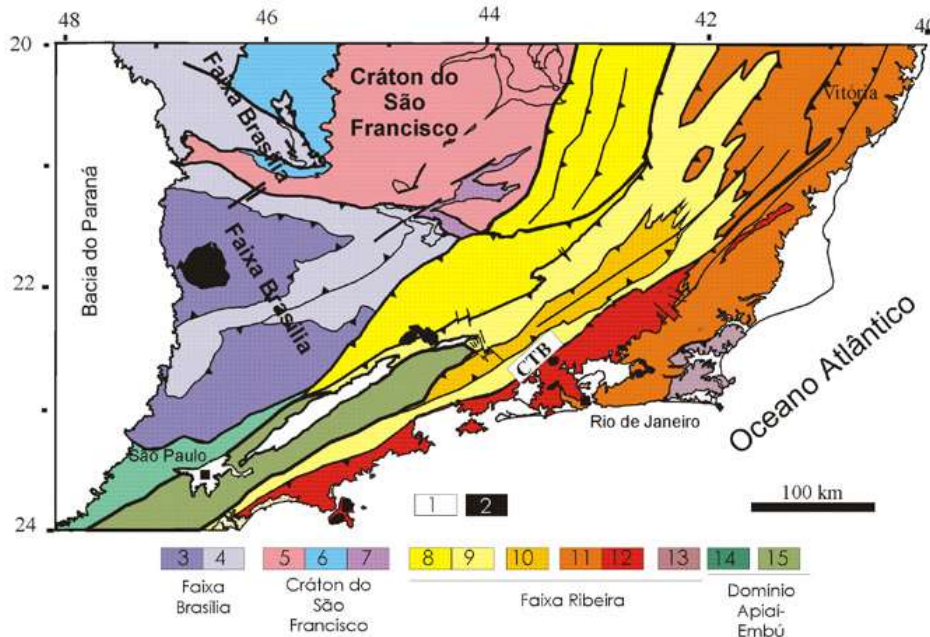 48
46
44
42
40
20
Cráton do
São
Francisco
Faixa Brasília
Vitória
Bacia do Paraná
22
Faixa Brasília
CTB
Oceano Atlântico
Rio de Janeiro
São Paulo
24
1 2
100 km
3 4 5 6 7 8 9 10 11 12 13 14 15
Faixa
Brasília
Cráton do
São
Francisco
Faixa Ribeira
Domínio
Apiaí-
Embú